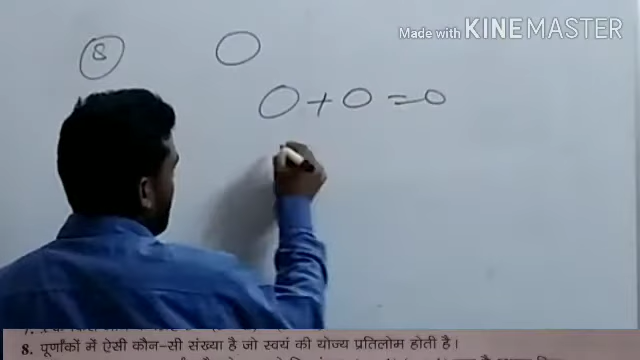 Made with KINEMASTER
8 0
0 + 0 = 0
8. पूर्णांकों में ऐसी कौन-सी संख्या है जो स्वयं की योज्य प्रतिलोम होती है।